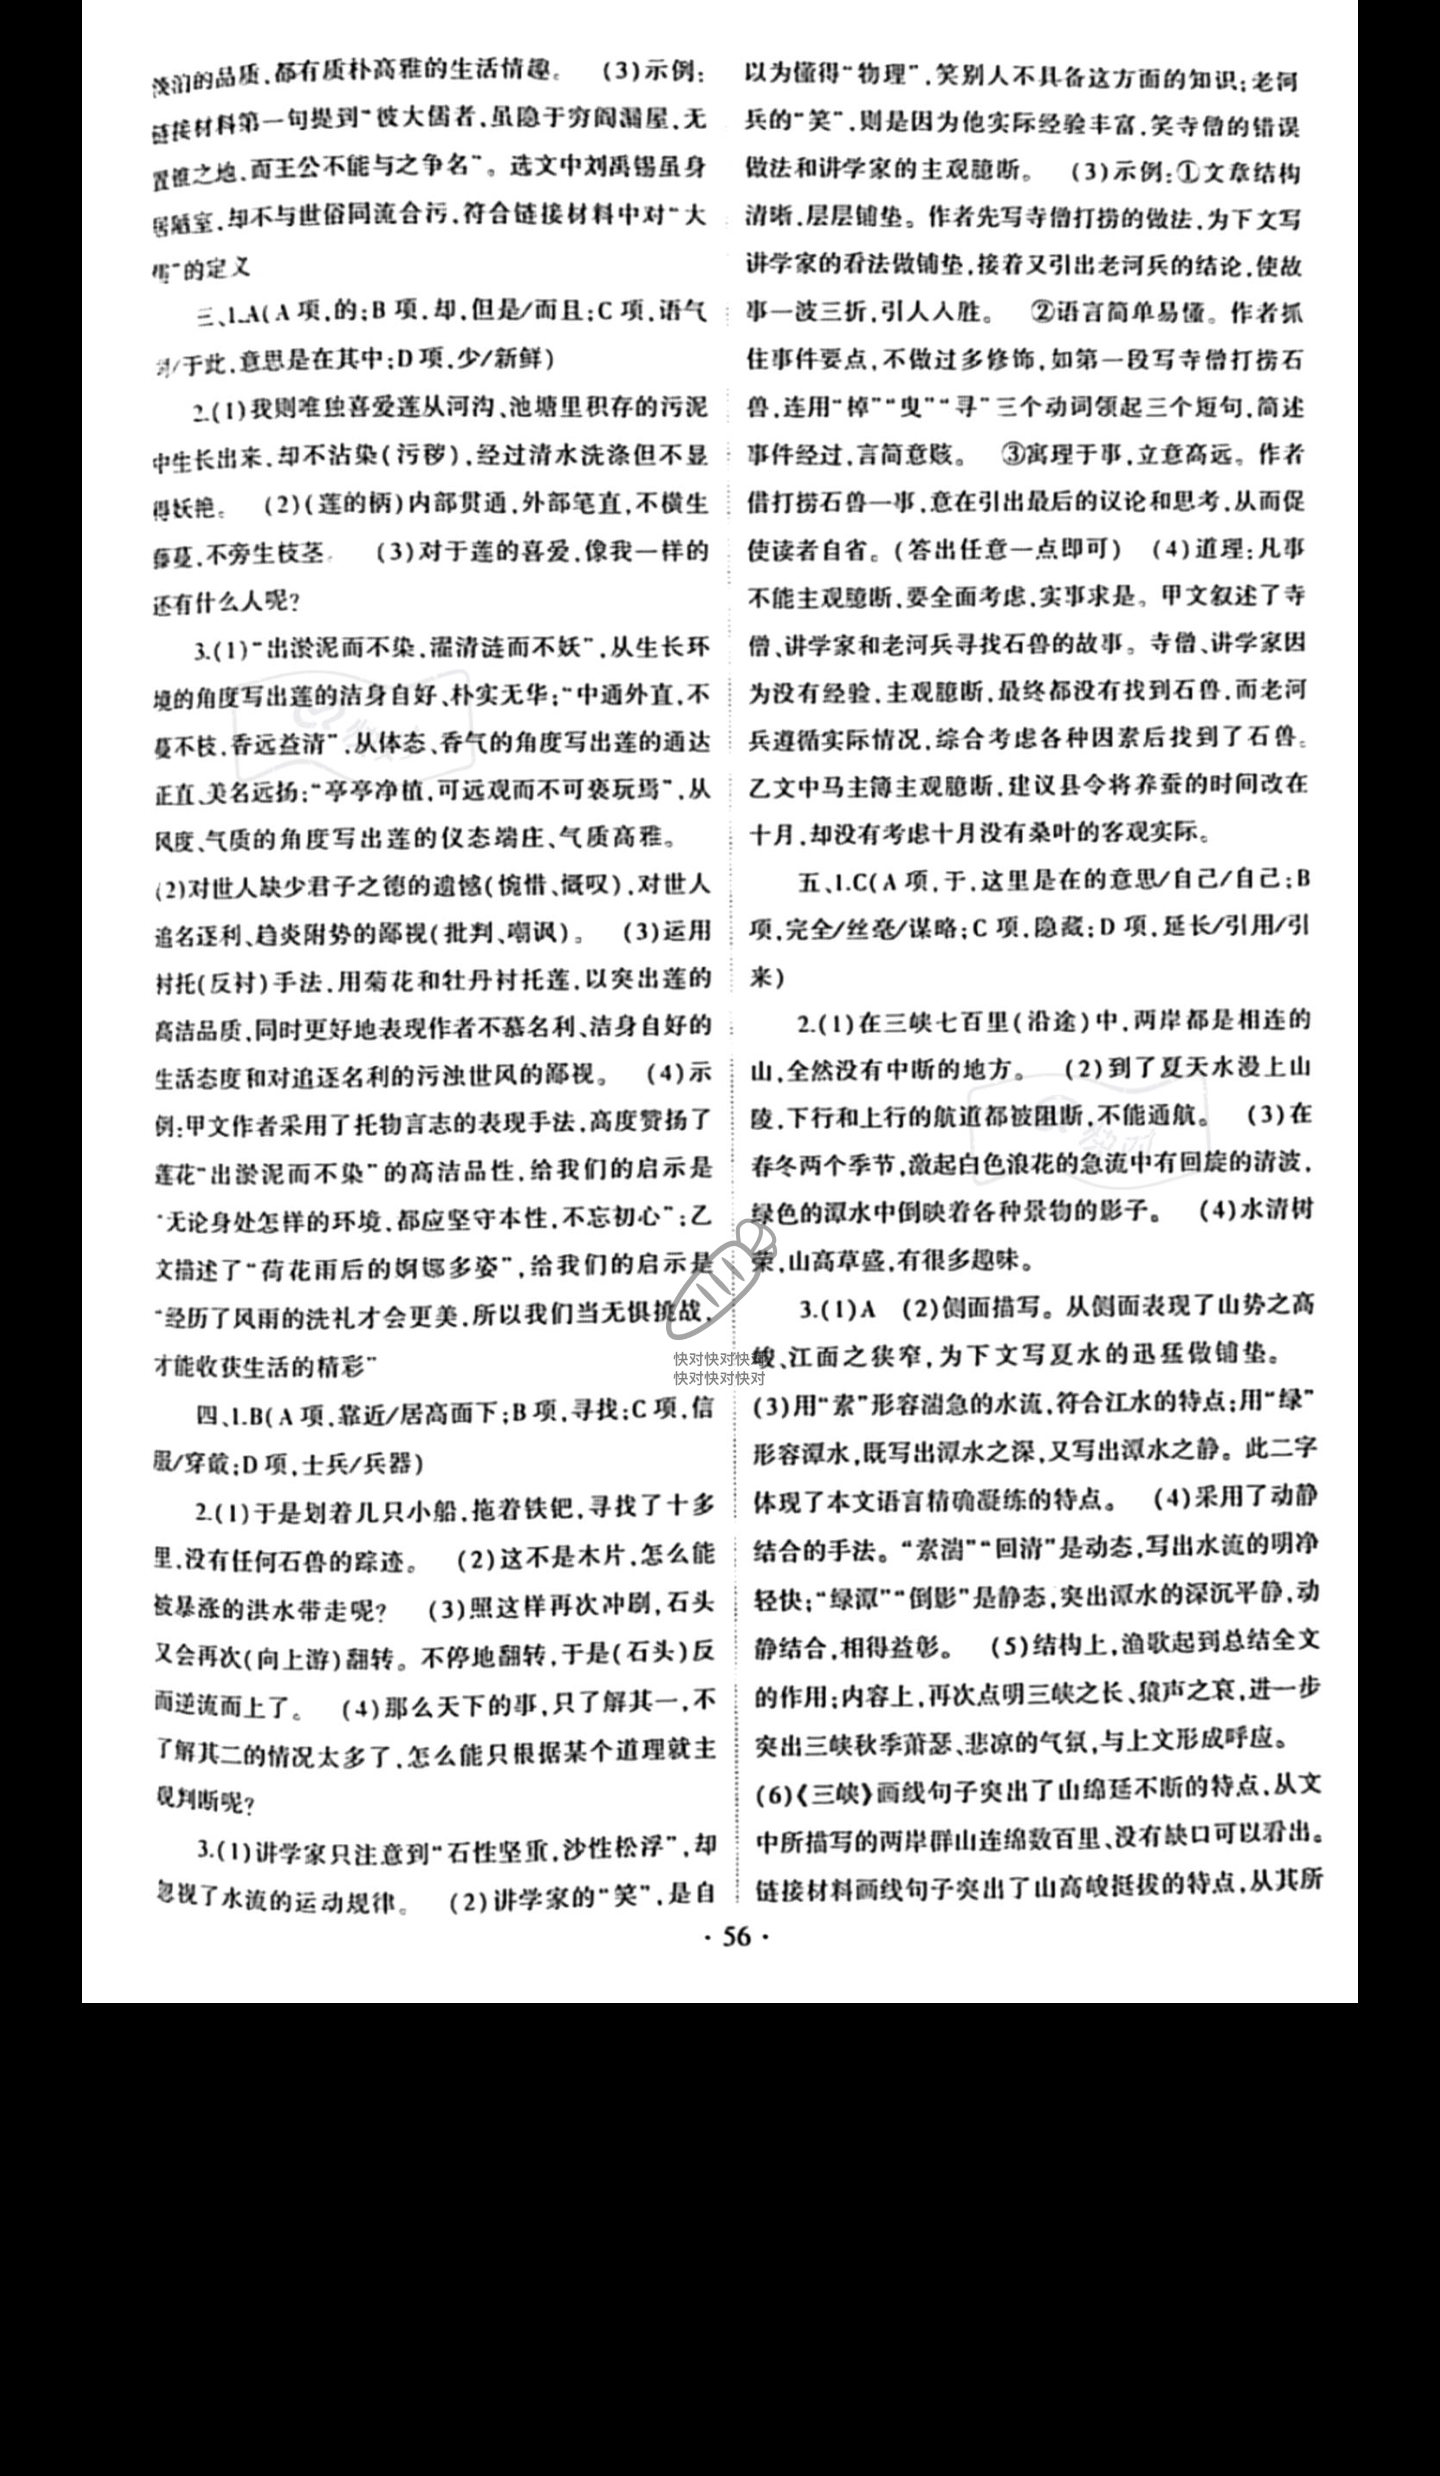 淡泊的品质,都有质朴高雅的生活情趣。 (3)示例:
链接材料第一句提到“彼大儒者,虽隐于穷阎漏屋,无
置锥之地,而王公不能与之争名”。选文中刘禹锡虽身
居陋室,却不与世俗同流合污,符合链接材料中对“大
儒”的定义
三、1.A(A 项,的;B 项,却,但是/而且;C 项,语气
词/于此,意思是在其中;D 项,少/新鲜)
2.(1)我则唯独喜爱莲从河沟、池塘里积存的污泥
中生长出来,却不沾染(污秽),经过清水洗涤但不显
得妖艳。 (2)(莲的柄)内部贯通,外部笔直,不横生
藤蔓,不旁生枝茎。 (3)对于莲的喜爱,像我一样的
还有什么人呢?
3.(1)“出淤泥而不染,濯清涟而不妖”,从生长环
境的角度写出莲的洁身自好、朴实无华;“中通外直,不
蔓不枝,香远益清”,从体态、香气的角度写出莲的通达
正直、美名远扬;“亭亭净植,可远观而不可亵玩焉”,从
风度、气质的角度写出莲的仪态端庄、气质高雅。
(2)对世人缺少君子之德的遗憾(惋惜、慨叹),对世人
追名逐利、趋炎附势的鄙视(批判、嘲讽)。 (3)运用
衬托(反衬)手法,用菊花和牡丹衬托莲,以突出莲的
高洁品质,同时更好地表现作者不慕名利、洁身自好的
生活态度和对追逐名利的污浊世风的鄙视。 (4)示
例:甲文作者采用了托物言志的表现手法,高度赞扬了
莲花“出淤泥而不染”的高洁品性,给我们的启示是
“无论身处怎样的环境,都应坚守本性,不忘初心”;乙
文描述了“荷花雨后的婀娜多姿”,给我们的启示是
“经历了风雨的洗礼才会更美,所以我们当无惧挑战,
才能收获生活的精彩”
四、1.B(A 项,靠近/居高面下;B 项,寻找;C 项,信
服/穿戴;D 项,士兵/兵器)
2.(1)于是划着几只小船,拖着铁钯,寻找了十多
里,没有任何石兽的踪迹。 (2)这不是木片,怎么能
被暴涨的洪水带走呢? (3)照这样再次冲刷,石头
又会再次(向上游)翻转。不停地翻转,于是(石头)反
而逆流而上了。 (4)那么天下的事,只了解其一,不
了解其二的情况太多了,怎么能只根据某个道理就主
观判断呢?
3.(1)讲学家只注意到“石性坚重,沙性松浮”,却
忽视了水流的运动规律。 (2)讲学家的“笑”,是自
以为懂得“物理”,笑别人不具备这方面的知识;老河
兵的“笑”,则是因为他实际经验丰富,笑寺僧的错误
做法和讲学家的主观臆断。 (3)示例:①文章结构
清晰,层层铺垫。作者先写寺僧打捞的做法,为下文写
讲学家的看法做铺垫,接着又引出老河兵的结论,使故
事一波三折,引人入胜。 ②语言简单易懂。作者抓
住事件要点,不做过多修饰,如第一段写寺僧打捞石
兽,连用“棹”“曳”“寻”三个动词领起三个短句,简述
事件经过,言简意赅。 ③寓理于事,立意高远。作者
借打捞石兽一事,意在引出最后的议论和思考,从而促
使读者自省。(答出任意一点即可) (4)道理:凡事
不能主观臆断,要全面考虑,实事求是。甲文叙述了寺
僧、讲学家和老河兵寻找石兽的故事。寺僧、讲学家因
为没有经验,主观臆断,最终都没有找到石兽,而老河
兵遵循实际情况,综合考虑各种因素后找到了石兽。
乙文中马主簿主观臆断,建议县令将养蚕的时间改在
十月,却没有考虑十月没有桑叶的客观实际。
五、1.C(A 项,于,这里是在的意思/自己/自己;B
项,完全/丝毫/谋略;C 项,隐藏;D 项,延长/引用/引
来)
2.(1)在三峡七百里(沿途)中,两岸都是相连的
山,全然没有中断的地方。 (2)到了夏天水漫上山
陵,下行和上行的航道都被阻断,不能通航。 (3)在
春冬两个季节,激起白色浪花的急流中有回旋的清波,
绿色的潭水中倒映着各种景物的影子。 (4)水清树
荣,山高草盛,有很多趣味。
3.(1)A (2)侧面描写。从侧面表现了山势之高
峻、江面之狭窄,为下文写夏水的迅猛做铺垫。
(3)用“素”形容湍急的水流,符合江水的特点;用“绿”
形容潭水,既写出潭水之深,又写出潭水之静。此二字
体现了本文语言精确凝练的特点。 (4)采用了动静
结合的手法。“素湍”“回清”是动态,写出水流的明净
轻快;“绿潭”“倒影”是静态,突出潭水的深沉平静,动
静结合,相得益彰。 (5)结构上,渔歌起到总结全文
的作用;内容上,再次点明三峡之长、猿声之哀,进一步
突出三峡秋季萧瑟、悲凉的气氛,与上文形成呼应。
(6)《三峡》画线句子突出了山绵延不断的特点,从文
中所描写的两岸群山连绵数百里、没有缺口可以看出。
链接材料画线句子突出了山高峻挺拔的特点,从其所
快对快对快对
快对快对快对
· 56 ·